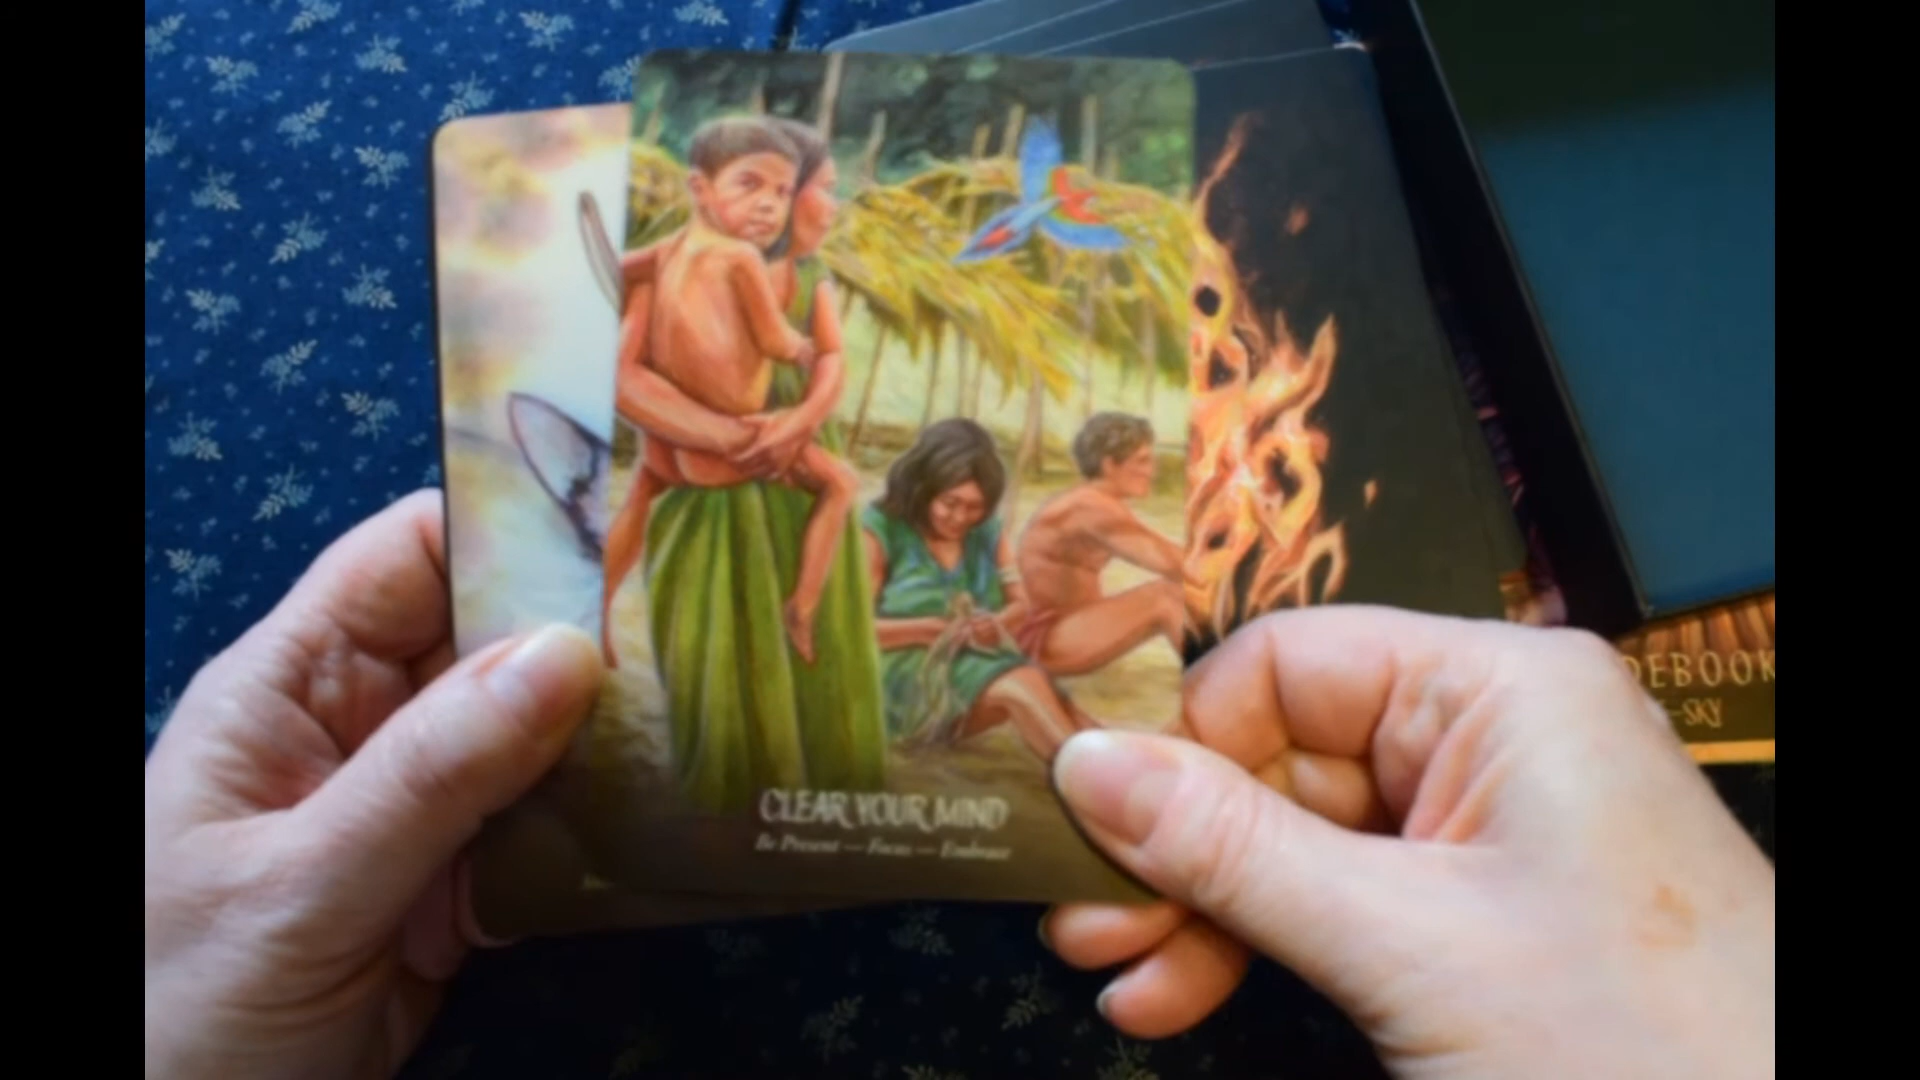 CLEAR YOUR MIND
Be Present — Focus — Embrace
DEBOOK
-SKY